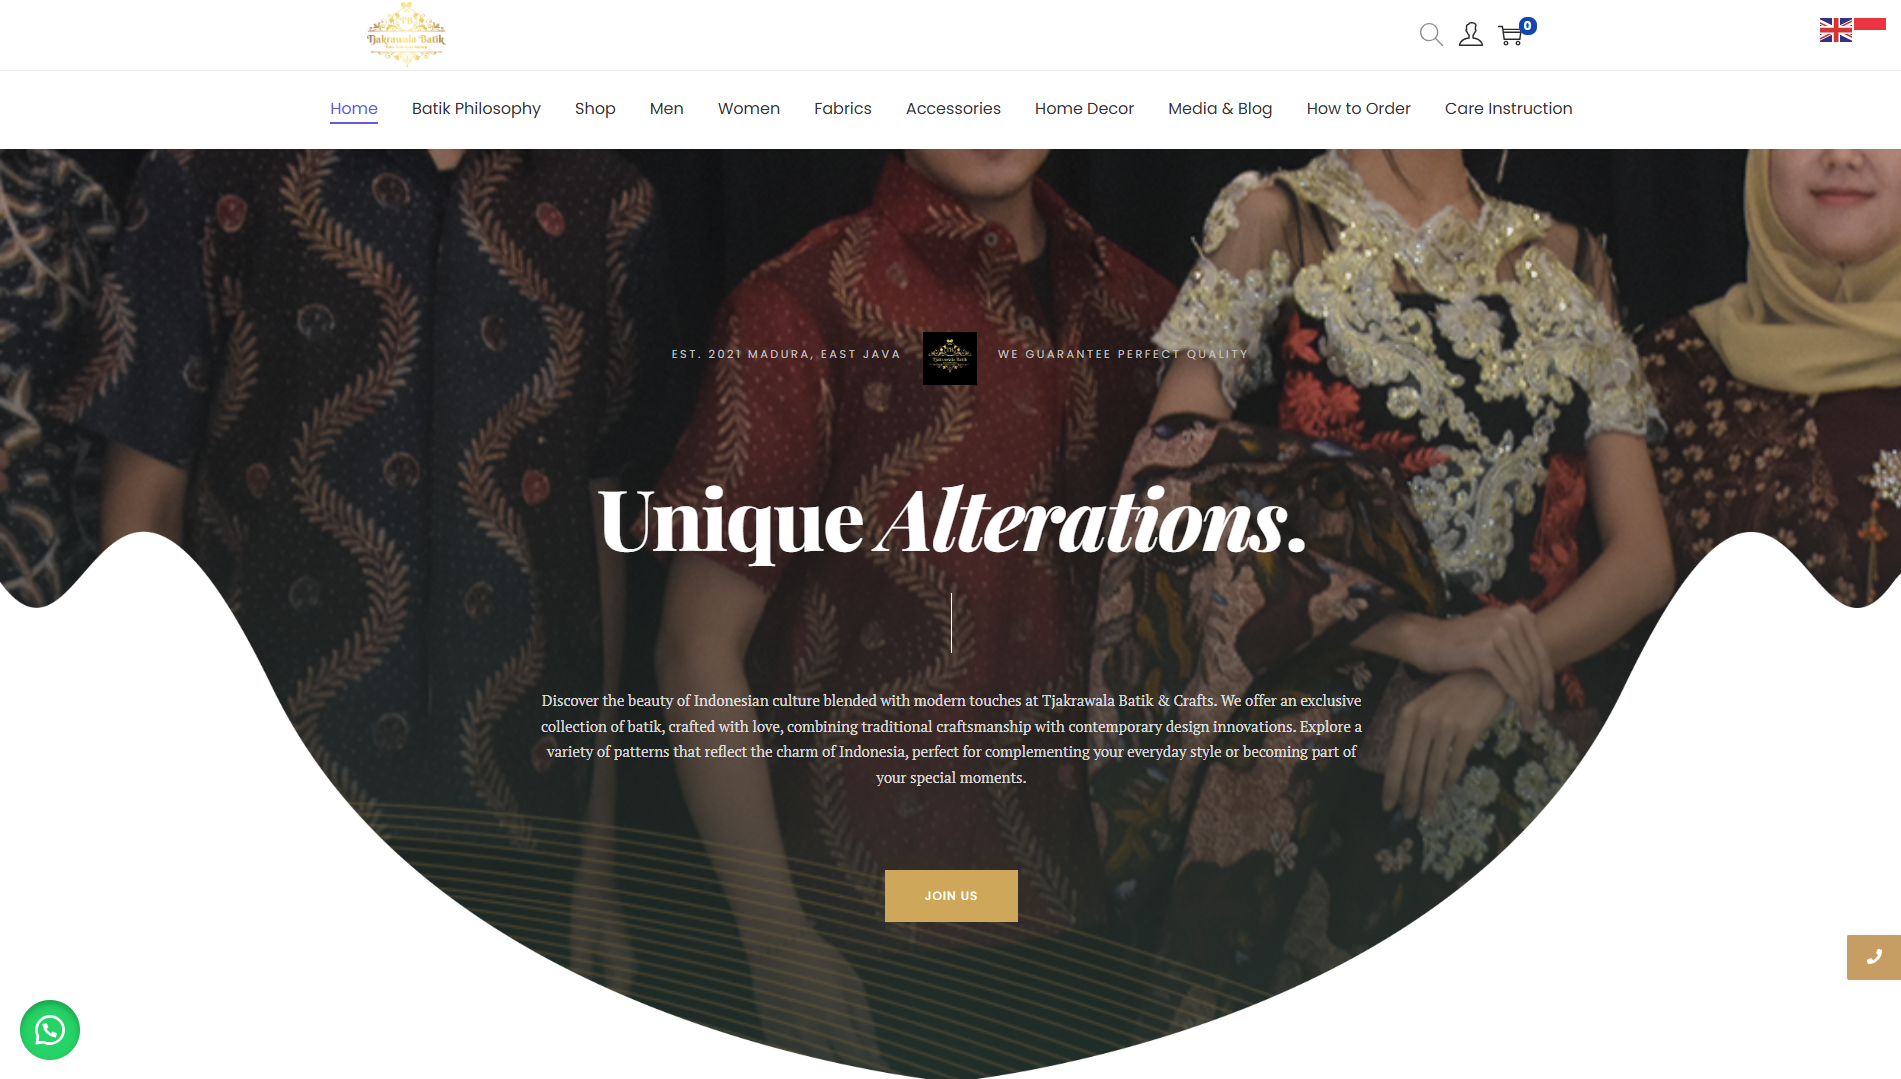 Tjakrawala Batik
0
Home Batik Philosophy Shop Men Women Fabrics Accessories Home Decor Media & Blog How to Order Care Instruction
EST. 2021 MADURA, EAST JAVA
Tjakrawala Batik
WE GUARANTEE PERFECT QUALITY
Unique Alterations.
Discover the beauty of Indonesian culture blended with modern touches at Tjakrawala Batik & Crafts. We offer an exclusive
collection of batik, crafted with love, combining traditional craftsmanship with contemporary design innovations. Explore a
variety of patterns that reflect the charm of Indonesia, perfect for complementing your everyday style or becoming part of
your special moments.
JOIN US